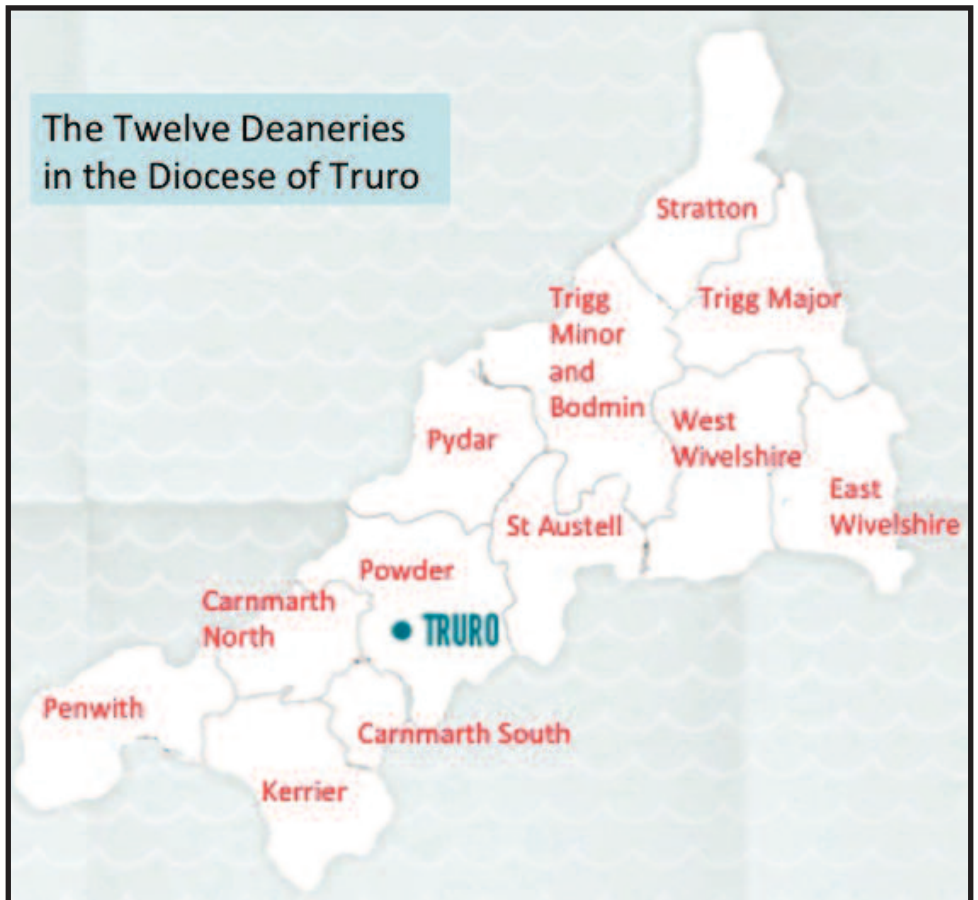 The Twelve Deaneries
in the Diocese of Truro
Stratton
Trigg Major
Trigg
Minor
and
Bodmin
West
Wivelshire
Pydar
East
Wivelshire
St Austell
Powder
TRURO
Carnmarth
North
Penwith
Carnmarth South
Kerrier